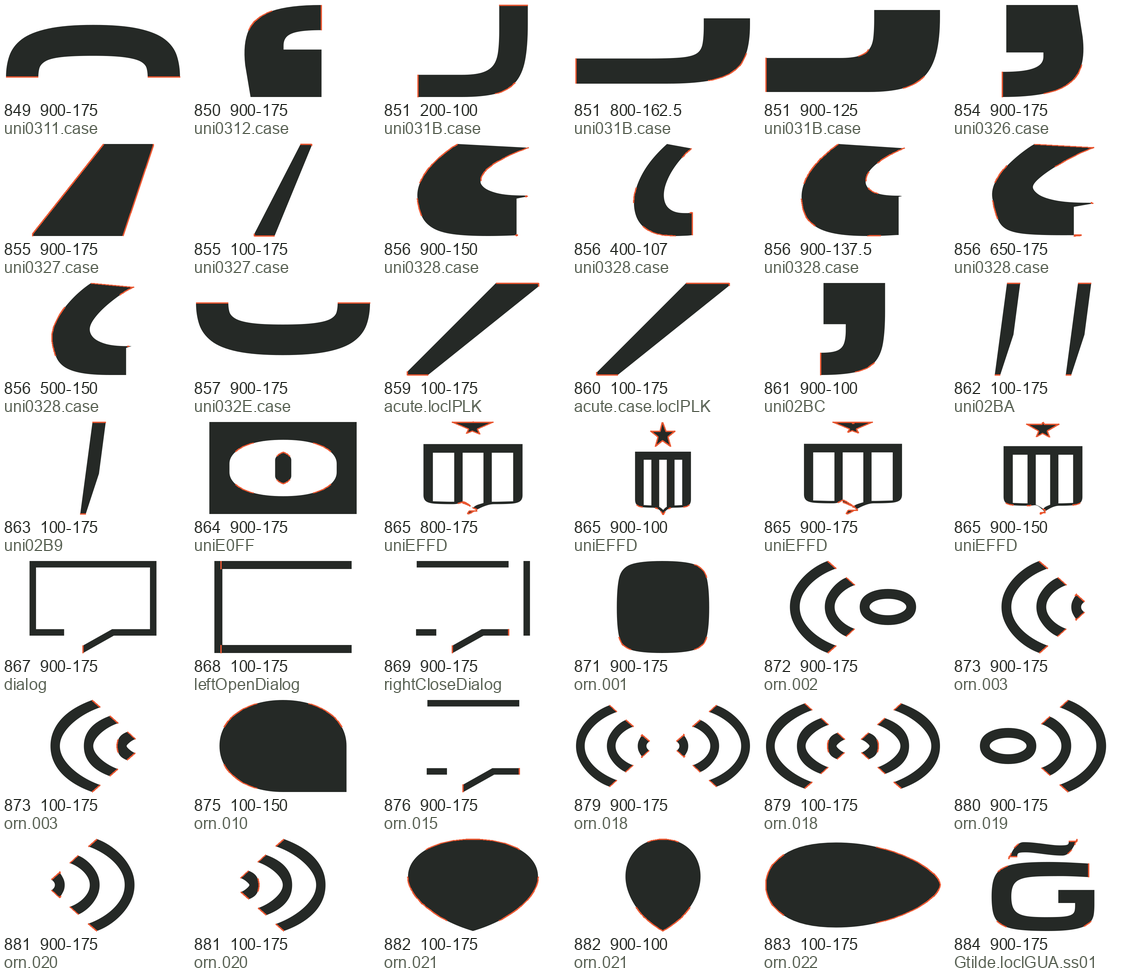 849 900-175
uni0311.case
850 900-175
uni0312.case
851 200-100
uni031B.case
851 800-162.5
uni031B.case
851 900-125
uni031B.case
854 900-175
uni0326.case
855 900-175
uni0327.case
855 100-175
uni0327.case
856 900-150
uni0328.case
856 400-107
uni0328.case
856 900-137.5
uni0328.case
856 650-175
uni0328.case
856 500-150
uni0328.case
857 900-175
uni032E.case
859 100-175
acute.loclPLK
860 100-175
acute.case.loclPLK
861 900-100
uni02BC
862 100-175
uni02BA
863 100-175
uni02B9
864 900-175
uniE0FF
865 800-175
uniEFFD
865 900-100
uniEFFD
865 900-175
uniEFFD
865 900-150
uniEFFD
867 900-175
dialog
868 100-175
leftOpenDialog
869 900-175
rightCloseDialog
871 900-175
orn.001
872 900-175
orn.002
873 900-175
orn.003
873 100-175
orn.003
875 100-150
orn.010
876 900-175
orn.015
879 900-175
orn.018
879 100-175
orn.018
880 900-175
orn.019
881 900-175
orn.020
881 100-175
orn.020
882 100-175
orn.021
882 900-100
orn.021
883 100-175
orn.022
G̃
884 900-175
Gtilde.loclGUA.ss01